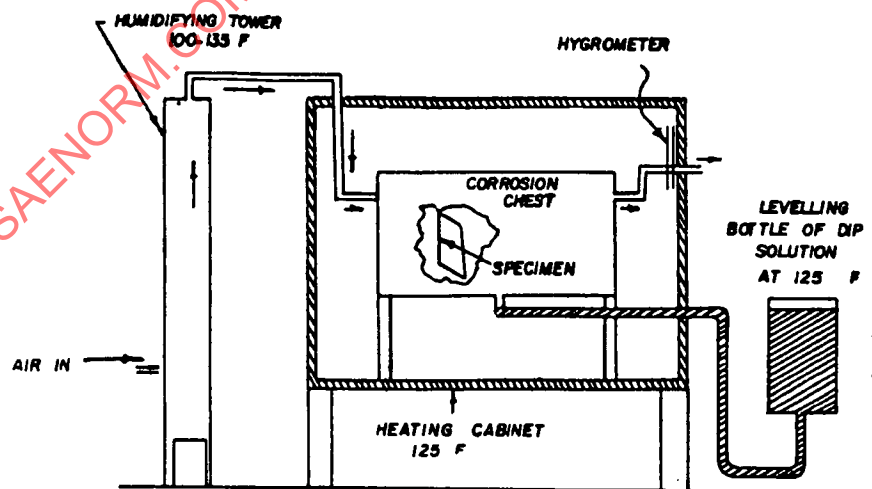 HUMIDIFYING TOWER
100-135 F
HYGROMETER
CORROSION
CHEST
SPECIMEN
LEVELLING
BOTTLE OF DIP
SOLUTION
AT 125 F
AIR IN
HEATING CABINET
125 F
SAENORM.COM